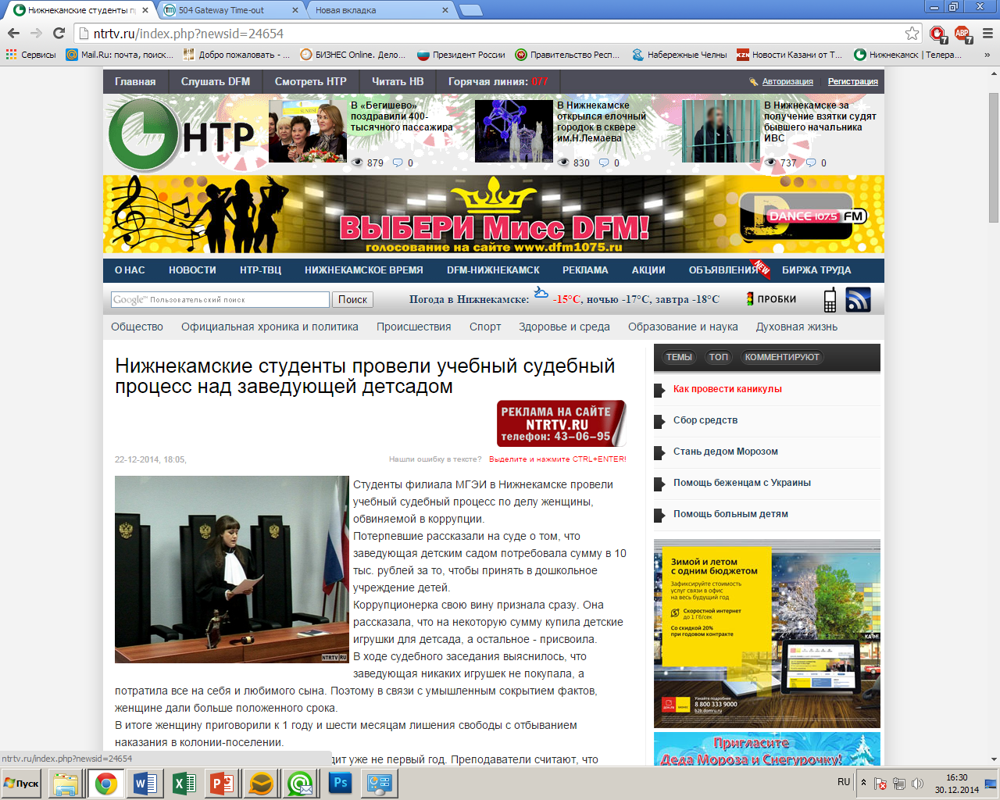 Нижнекамские студенты п
504 Gateway Time-out
Новая вкладка
ntrtv.ru/index.php?newsid=24654
Сервисы
Mail.Ru: почта, поиск...
Добро пожаловать - ...
БИЗНЕС Online. Дело...
Президент России
Правительство Респ...
Набережные Челны
KZN
Новости Казани от Т...
Нижнекамск | Телера...
»
Главная
Слушать DFM
Смотреть НТР
Читать НВ
Горячая линия: 077
Авторизация
Регистрация
НТР
В «Бегишево»
поздравили 400-
тысячного пассажира
879 0
В Нижнекамске
открылся елочный
городок в сквере
им.Н.Лемаева
830 0
В Нижнекамске за
получение взятки судят
бывшего начальника
ИВС
737 0
ВЫБЕРИ Мисс DFM!
голосование на сайте www.dfm1075.ru
D
DANCE 107.5 FM
О НАС
НОВОСТИ
НТР-ТВЦ
НИЖНЕКАМСКОЕ ВРЕМЯ
DFM-НИЖНЕКАМСК
РЕКЛАМА
АКЦИИ
ОБЪЯВЛЕНИЯ
NEW
БИРЖА ТРУДА
Google™ Пользовательский поиск
Поиск
Погода в Нижнекамске: -15°C, ночью -17°C, завтра -18°C
ПРОБКИ
Общество
Официальная хроника и политика
Происшествия
Спорт
Здоровье и среда
Образование и наука
Духовная жизнь
Нижнекамские студенты провели учебный судебный
процесс над заведующей детсадом
РЕКЛАМА НА САЙТЕ
NTRTV.RU
телефон: 43-06-95
22-12-2014, 18:05,
Нашли ошибку в тексте? Выделите и нажмите CTRL+ENTER!
NTRTV RU
Студенты филиала МГЭИ в Нижнекамске провели
учебный судебный процесс по делу женщины,
обвиняемой в коррупции.
Потерпевшие рассказали на суде о том, что
заведующая детским садом потребовала сумму в 10
тыс. рублей за то, чтобы принять в дошкольное
учреждение детей.
Коррупционерка свою вину признала сразу. Она
рассказала, что на некоторую сумму купила детские
игрушки для детсада, а остальное - присвоила.
В ходе судебного заседания выяснилось, что
заведующая никаких игрушек не покупала, а
потратила все на себя и любимого сына. Поэтому в связи с умышленным сокрытием фактов,
женщине дали больше положенного срока.
В итоге женщину приговорили к 1 году и шести месяцам лишения свободы с отбыванием
наказания в колонии-поселении.
дит уже не первый год. Преподаватели считают, что
ТЕМЫ
ТОП
КОММЕНТИРУЮТ
Как провести каникулы
Сбор средств
Стань дедом Морозом
Помощь беженцам с Украины
Помощь больным детям
Зимой и летом
с одним бюджетом
Зафиксируйте стоимость
услуг связи в офис
на весь будущий год
Скоростной интернет
до 1 Гб/сек
Со скидкой 20%
при годовом контракте
Узнайте подробнее
8 800 333 9000
b2b.domru.ru
Пригласите
Деда Мороза и Снегурочку!
ntrtv.ru/index.php?newsid=24654
Пуск
RU
16:30
30.12.2014